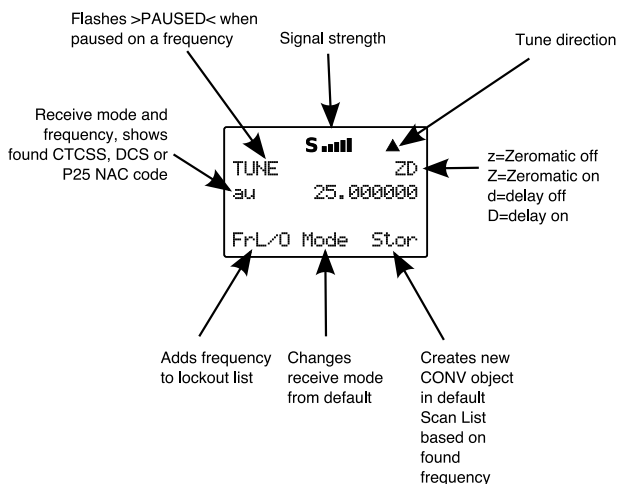 Flashes >PAUSED< when
paused on a frequency
Signal strength
Tune direction
Receive mode and
frequency, shows
found CTCSS, DCS or
P25 NAC code
S
TUNE ZD
au 25.000000
FrL/O Mode Stor
z=Zeromatic off
Z=Zeromatic on
d=delay off
D=delay on
Adds frequency
to lockout list
Changes
receive mode
from default
Creates new
CONV object
in default
Scan List
based on
found
frequency